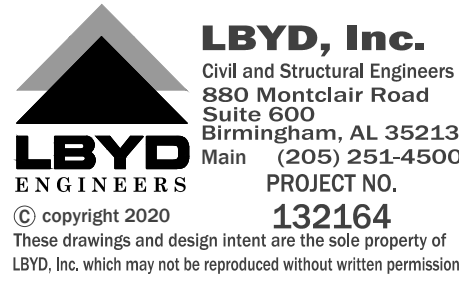 LBYD
ENGINEERS
LBYD, Inc.
Civil and Structural Engineers
880 Montclair Road
Suite 600
Birmingham, AL 35213
Main (205) 251-4500
PROJECT NO.
132164
© copyright 2020
These drawings and design intent are the sole property of
LBYD, Inc. which may not be reproduced without written permission